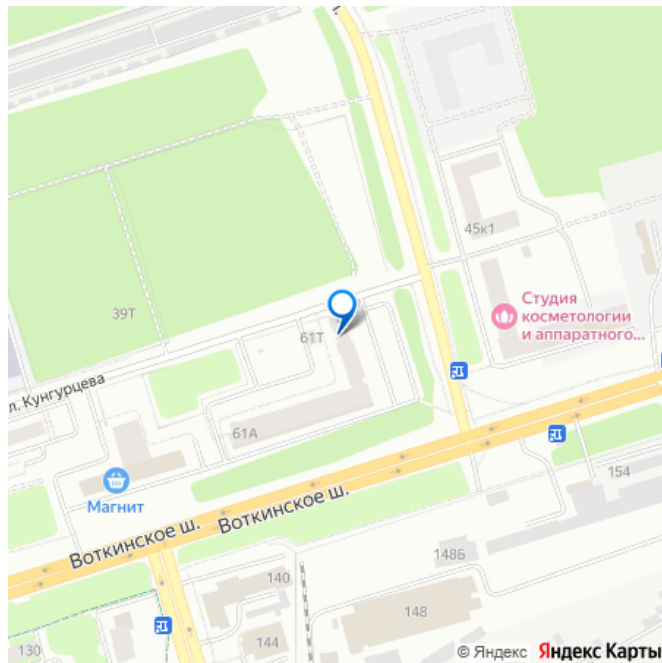 45к1
39Т
Студия
косметологии
и аппаратного...
61Т
л. Кунгурцева
61А
Магнит
Воткинское ш.
Воткинское ш.
154
148Б
140
148
144
130
© Яндекс Яндекс Карты